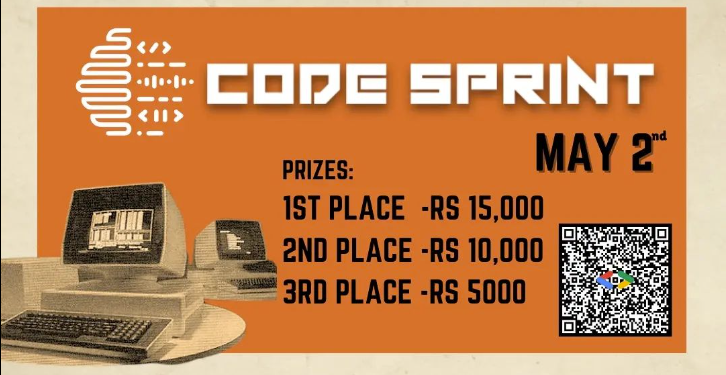 CODE SPRINT
MAY 2nd
PRIZES:
1ST PLACE -RS 15,000
2ND PLACE -RS 10,000
3RD PLACE -RS 5000